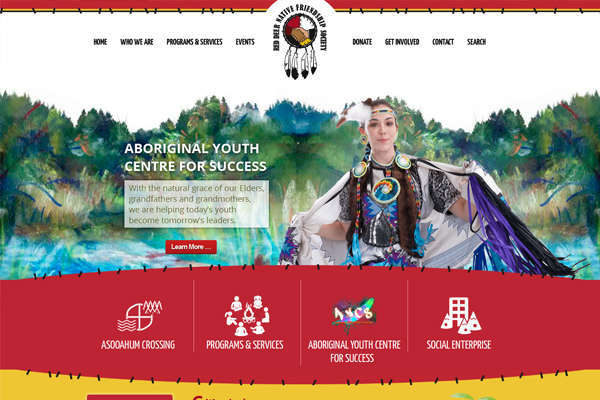 HOME WHO WE ARE PROGRAMS & SERVICES EVENTS
RED DEER NATIVE FRIENDSHIP SOCIETY
DONATE GET INVOLVED CONTACT SEARCH
ABORIGINAL YOUTH
CENTRE FOR SUCCESS
With the natural grace of our Elders,
grandfathers and grandmothers,
we are helping today's youth
become tomorrow's leaders.
Learn More ...
AYCS
ASOOAHUM CROSSING
PROGRAMS & SERVICES
ABORIGINAL YOUTH CENTRE
FOR SUCCESS
SOCIAL ENTERPRISE